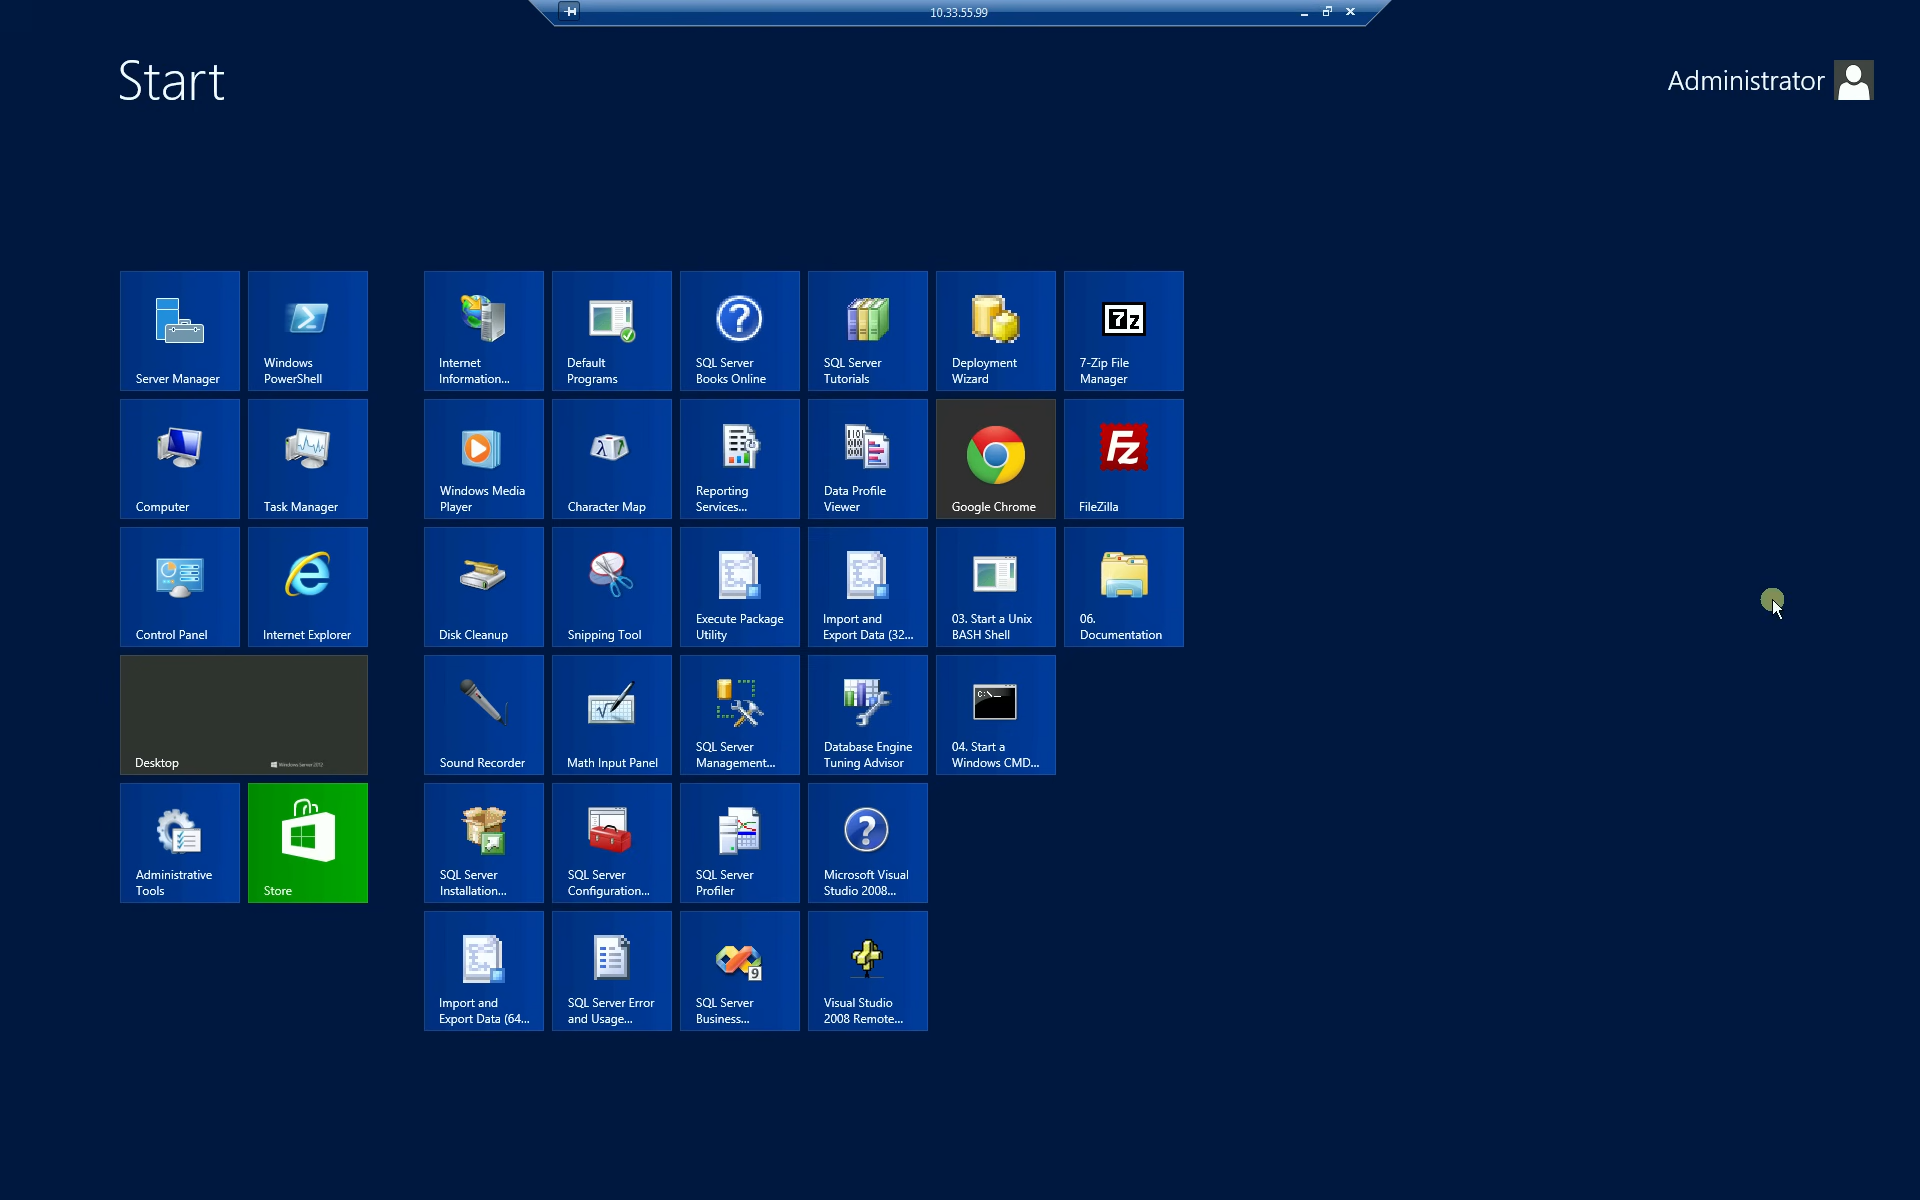 10.33.55.99
Start
Administrator
Server Manager
Windows
PowerShell
Internet
Information...
Default
Programs
SQL Server
Books Online
SQL Server
Tutorials
Deployment
Wizard
7z
7-Zip File
Manager
Computer
Task Manager
Windows Media
Player
λ
Character Map
Reporting
Services...
Data Profile
Viewer
Google Chrome
Fz
FileZilla
Control Panel
Internet Explorer
Disk Cleanup
Snipping Tool
Execute Package
Utility
Import and
Export Data (32...
03. Start a Unix
BASH Shell
06.
Documentation
Desktop
Windows Server 2012
Sound Recorder
Math Input Panel
SQL Server
Management...
Database Engine
Tuning Advisor
C:\_
04. Start a
Windows CMD...
Administrative
Tools
Store
SQL Server
Installation...
SQL Server
Configuration...
SQL Server
Profiler
Microsoft Visual
Studio 2008...
Import and
Export Data (64...
SQL Server Error
and Usage...
9
SQL Server
Business...
Visual Studio
2008 Remote...